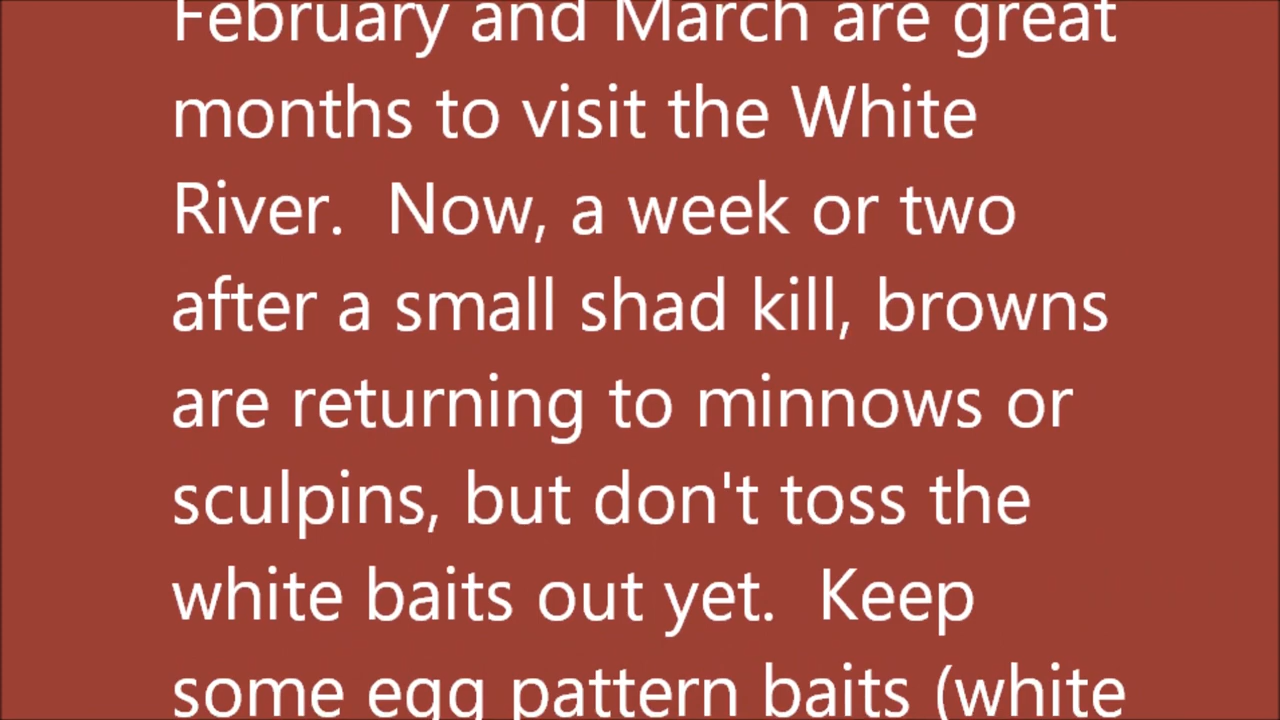 February and March are great
months to visit the White
River.  Now, a week or two
after a small shad kill, browns
are returning to minnows or
sculpins, but don't toss the
white baits out yet.  Keep
some egg pattern baits (white